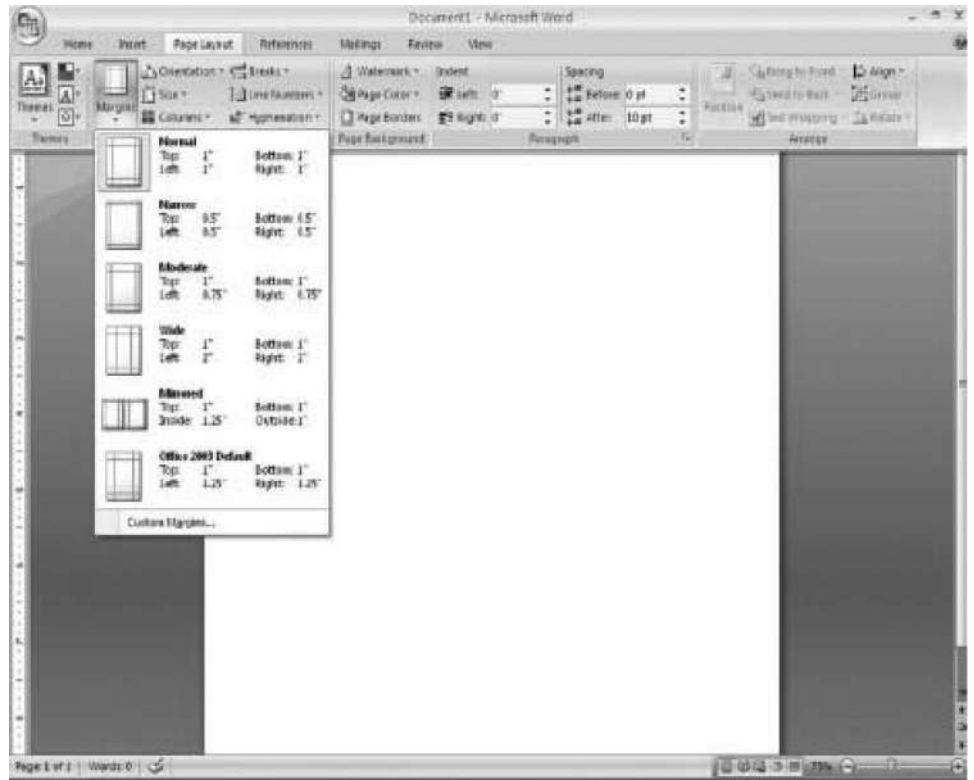 Document1 - Microsoft Word
Home Insert Page Layout References Mailings Review View
Themes
Margins
Orientation
Size
Columns
Breaks
Line Numbers
Hyphenation
Watermark
Page Color
Page Borders
Indent
Left: 0"
Right: 0"
Spacing
Before: 0 pt
After: 10 pt
Position
Bring to Front
Send to Back
Text Wrapping
Align
Group
Rotate
Themes
Page Background
Paragraph
Arrange
Normal
Top: 1" Bottom: 1"
Left: 1" Right: 1"
Narrow
Top: 0.5" Bottom: 0.5"
Left: 0.5" Right: 0.5"
Moderate
Top: 1" Bottom: 1"
Left: 0.75" Right: 0.75"
Wide
Top: 1" Bottom: 1"
Left: 2" Right: 2"
Mirrored
Top: 1" Bottom: 1"
Inside: 1.25" Outside: 1"
Office 2003 Default
Top: 1" Bottom: 1"
Left: 1.25" Right: 1.25"
Custom Margins...
Page: 1 of 1 Words: 0
75%